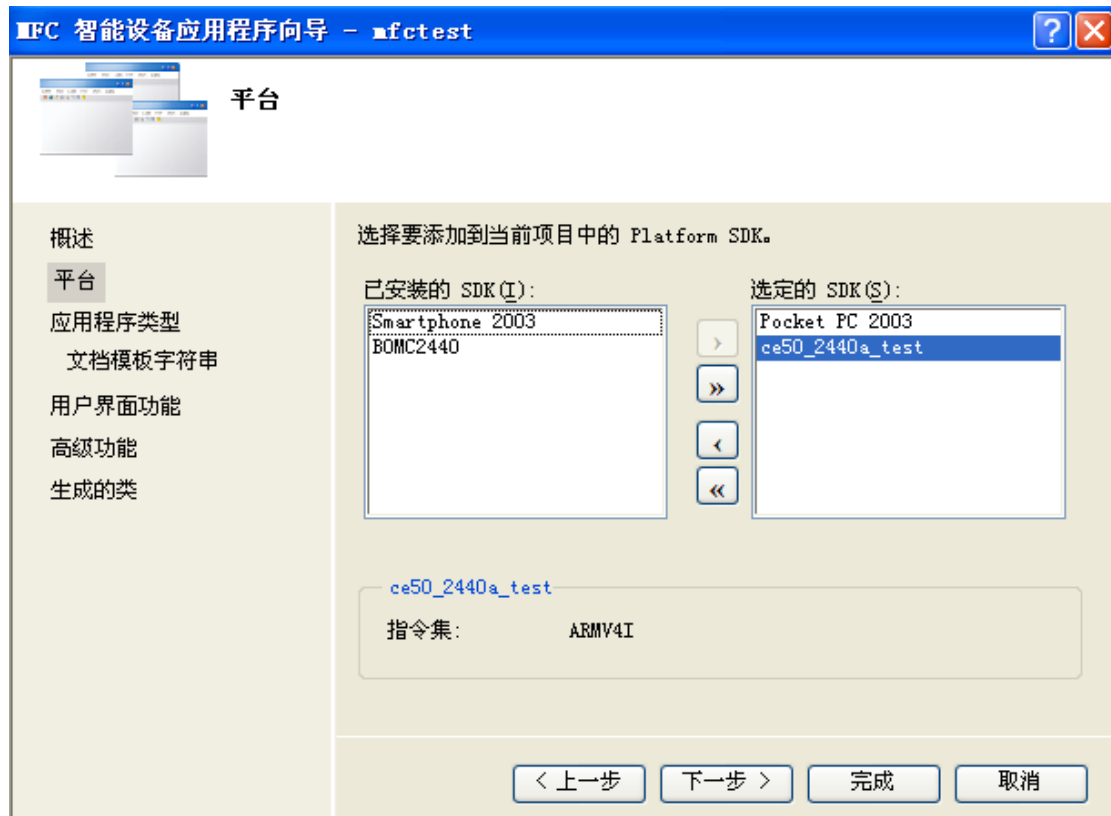 MFC 智能设备应用程序向导 - mfctest
平台
概述
平台
应用程序类型
文档模板字符串
用户界面功能
高级功能
生成的类
选择要添加到当前项目中的 Platform SDK。
已安装的 SDK(I):
Smartphone 2003
BOMC2440
选定的 SDK(S):
Pocket PC 2003
ce50_2440a_test
ce50_2440a_test
指令集: ARMV4I
< 上一步 下一步 > 完成 取消